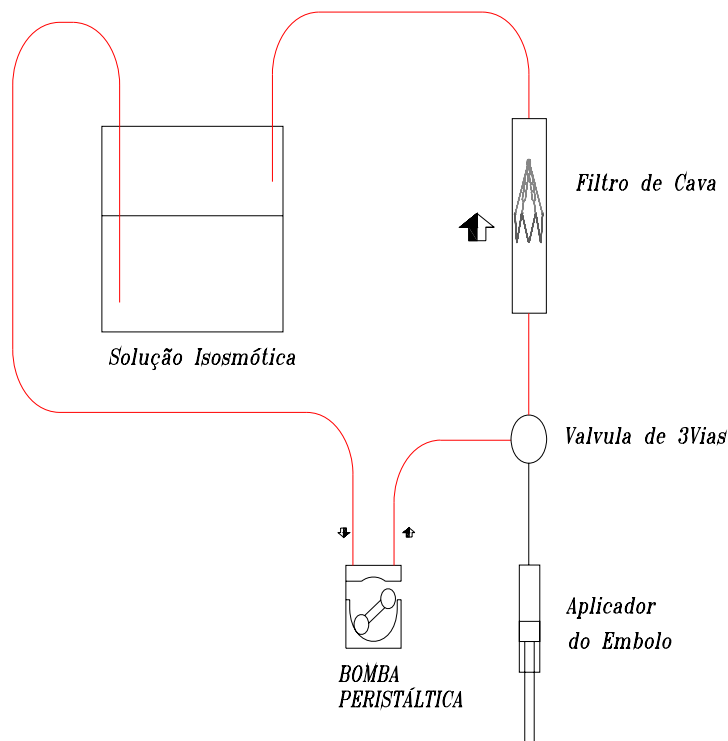 Filtro de Cava
Solução Isosmótica
Valvula de 3Vias
Aplicador
do Embolo
BOMBA
PERISTÁLTICA